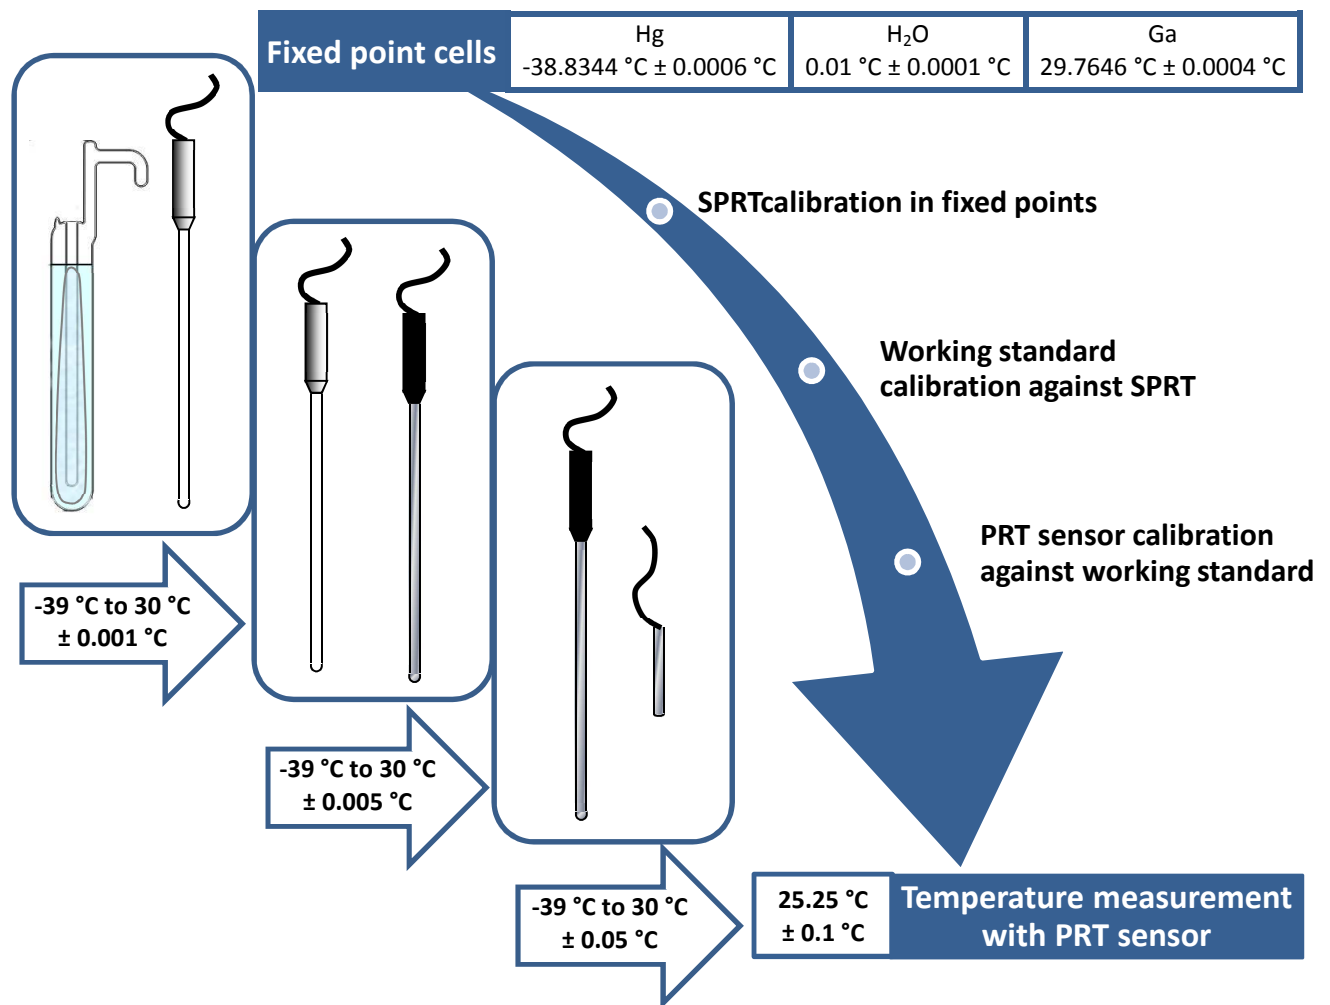 Fixed point cells
Hg
-38.8344 °C ± 0.0006 °C
H₂O
0.01 °C ± 0.0001 °C
Ga
29.7646 °C ± 0.0004 °C
SPRTcalibration in fixed points
Working standard
calibration against SPRT
PRT sensor calibration
against working standard
-39 °C to 30 °C
± 0.001 °C
-39 °C to 30 °C
± 0.005 °C
-39 °C to 30 °C
± 0.05 °C
25.25 °C
± 0.1 °C
Temperature measurement
with PRT sensor